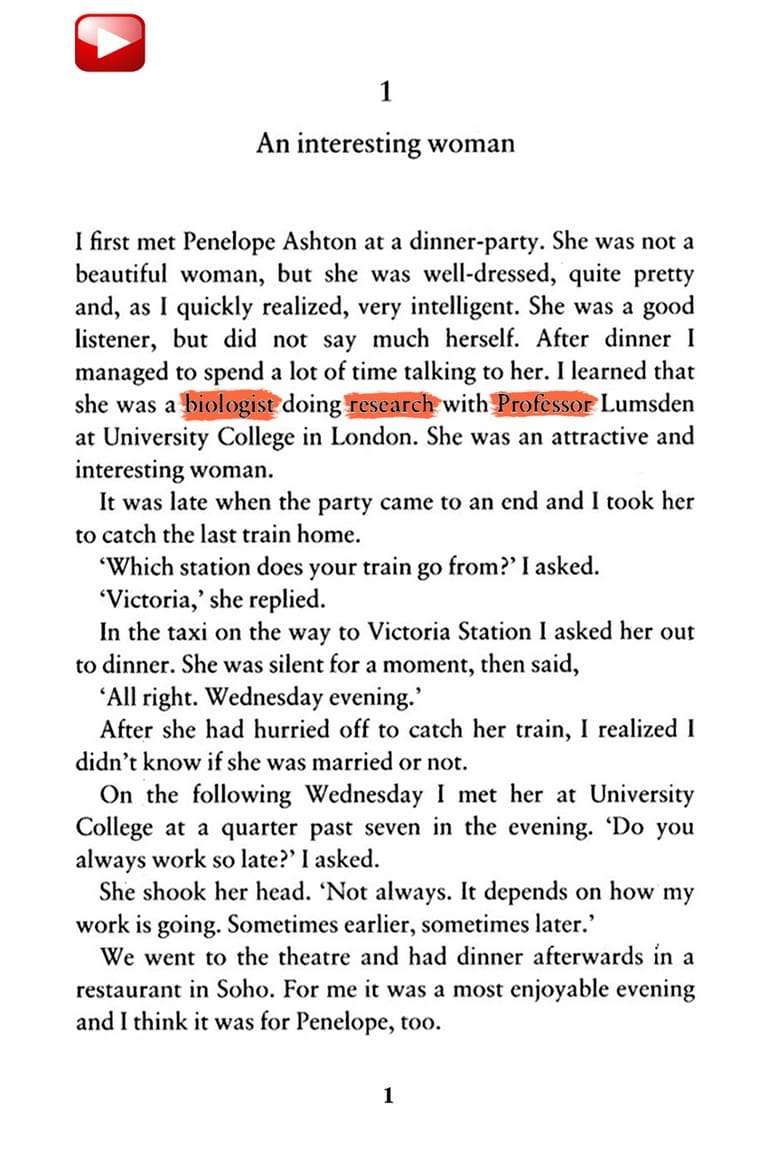 1
An interesting woman
I first met Penelope Ashton at a dinner-party. She was not a
beautiful woman, but she was well-dressed, quite pretty
and, as I quickly realized, very intelligent. She was a good
listener, but did not say much herself. After dinner I
managed to spend a lot of time talking to her. I learned that
she was a biologist doing research with Professor Lumsden
at University College in London. She was an attractive and
interesting woman.
It was late when the party came to an end and I took her
to catch the last train home.
‘Which station does your train go from?’ I asked.
‘Victoria,’ she replied.
In the taxi on the way to Victoria Station I asked her out
to dinner. She was silent for a moment, then said,
‘All right. Wednesday evening.’
After she had hurried off to catch her train, I realized I
didn’t know if she was married or not.
On the following Wednesday I met her at University
College at a quarter past seven in the evening. ‘Do you
always work so late?’ I asked.
She shook her head. ‘Not always. It depends on how my
work is going. Sometimes earlier, sometimes later.’
We went to the theatre and had dinner afterwards in a
restaurant in Soho. For me it was a most enjoyable evening
and I think it was for Penelope, too.
1